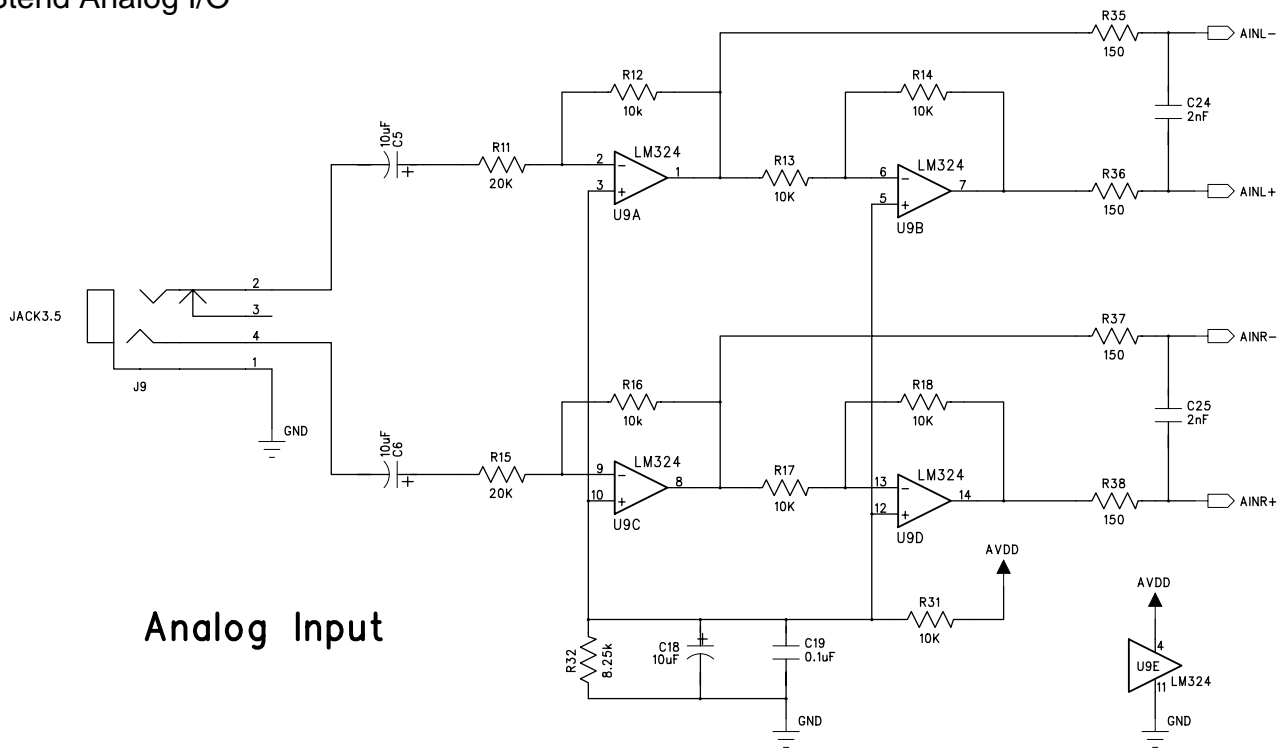 R35
150
AINL-
R12
10k
R14
10K
C24
2nF
10uF
C5
R11
20K
2
-
3
+
LM324
1
U9A
R13
10K
6
-
5
+
LM324
7
U9B
R36
150
AINL+
JACK3.5
J9
2
3
4
1
GND
R37
150
AINR-
R16
10k
R18
10K
C25
2nF
10uF
C6
R15
20K
9
-
10
+
LM324
8
U9C
R17
10K
13
-
12
+
LM324
14
U9D
R38
150
AINR+
AVDD
R31
10K
Analog Input
R32
8.25k
C18
10uF
+
C19
0.1uF
GND
AVDD
4
U9E
11
LM324
GND